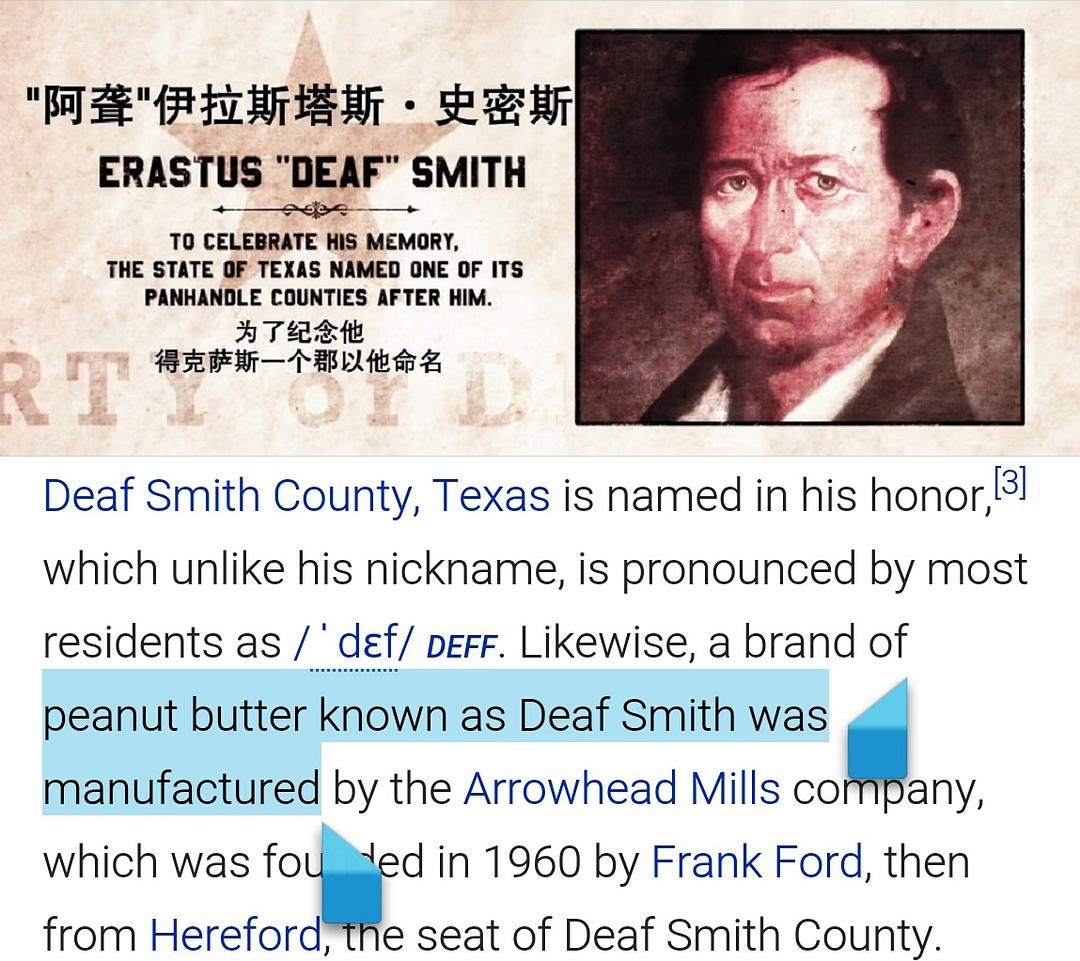 "阿聋"伊拉斯塔斯·史密斯
ERASTUS "DEAF" SMITH
TO CELEBRATE HIS MEMORY,
THE STATE OF TEXAS NAMED ONE OF ITS
PANHANDLE COUNTIES AFTER HIM.
为了纪念他
得克萨斯一个郡以他命名
RTY or D
Deaf Smith County, Texas is named in his honor,[3]
which unlike his nickname, is pronounced by most
residents as /ˈdɛf/ DEFF. Likewise, a brand of
peanut butter known as Deaf Smith was
manufactured by the Arrowhead Mills company,
which was founded in 1960 by Frank Ford, then
from Hereford, the seat of Deaf Smith County.